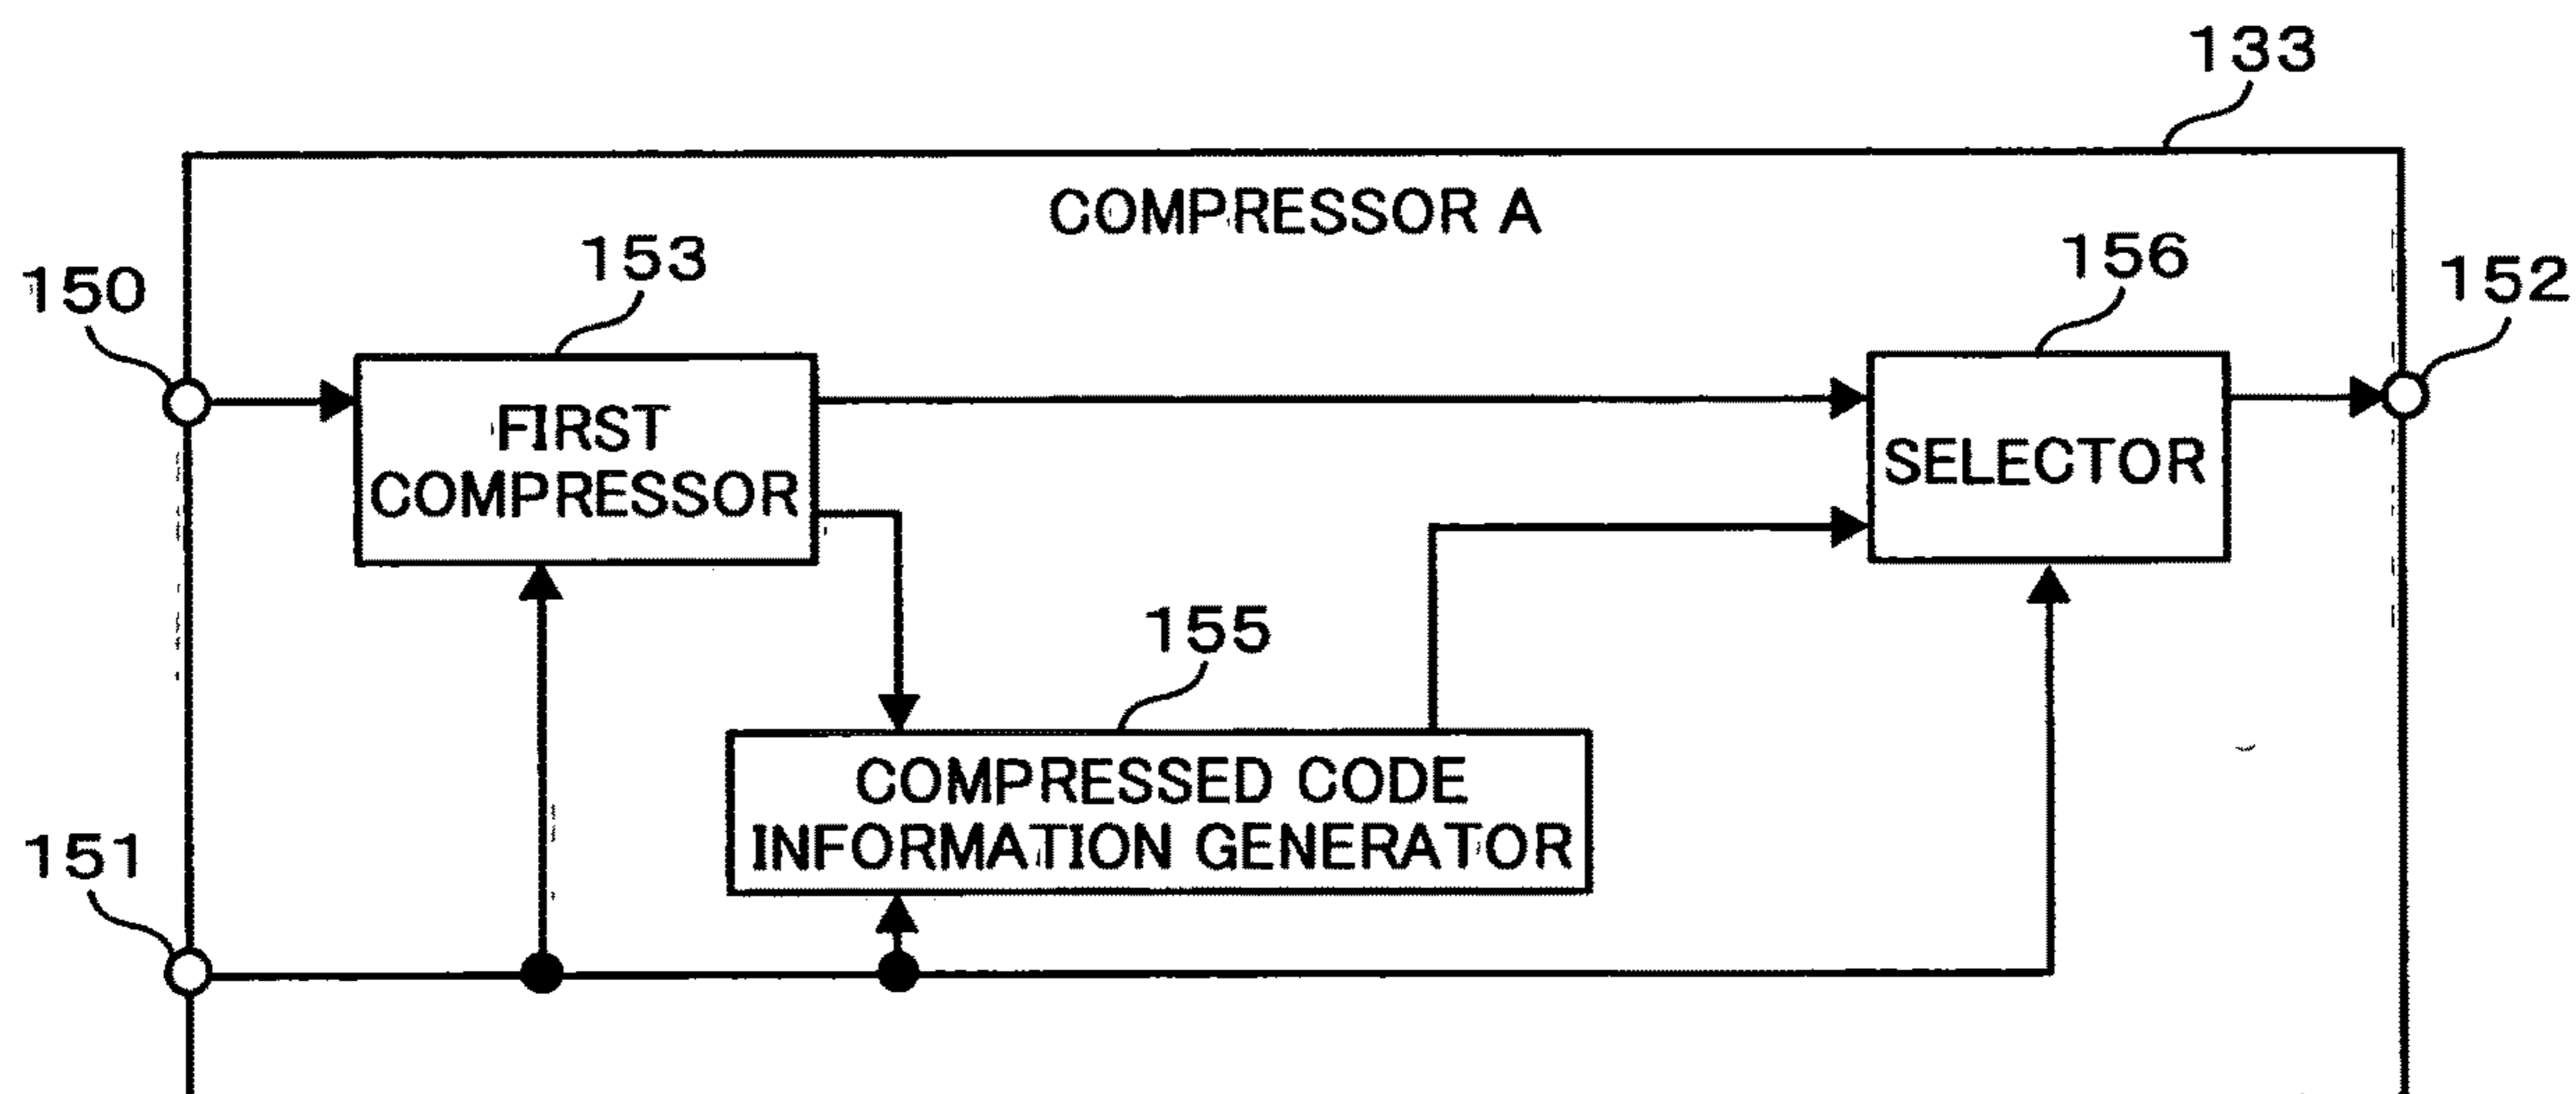 133
COMPRESSOR A
150
153
156
152
FIRST
COMPRESSOR
SELECTOR
155
COMPRESSED CODE
INFORMATION GENERATOR
151